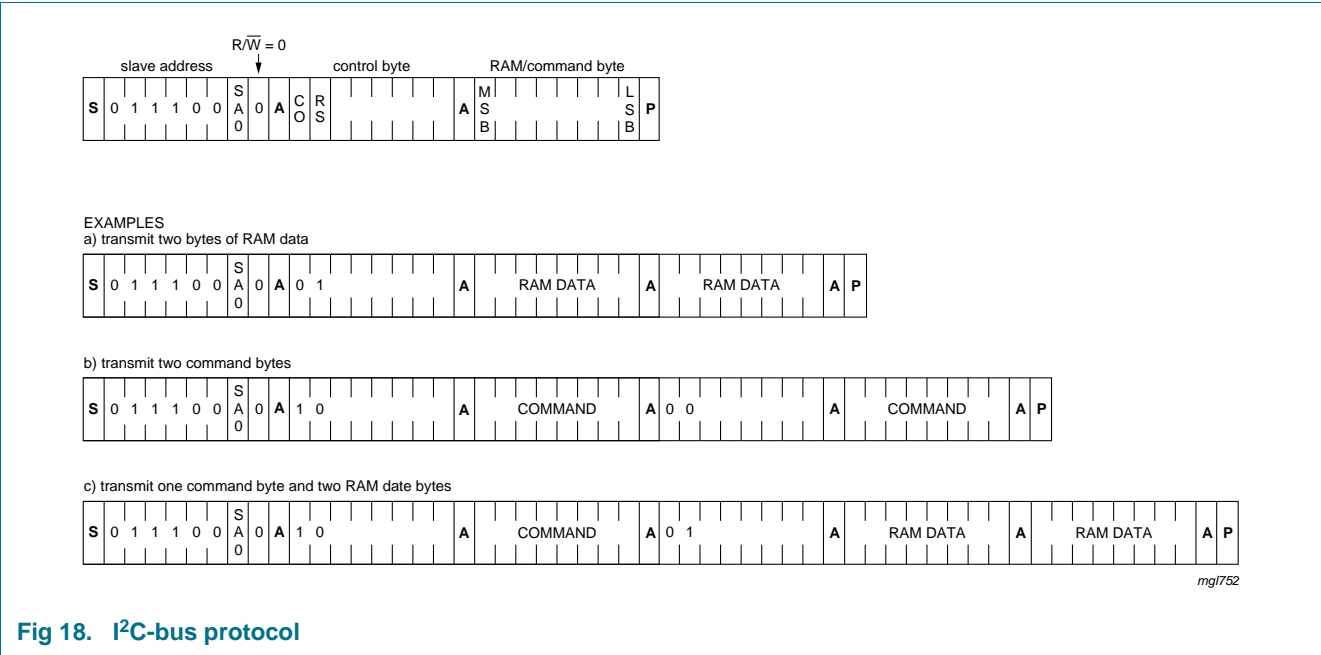 R/W̅ = 0
slave address control byte RAM/command byte
S 0 1 1 1 0 0 SA0 0 A CO RS A MSB LSB P
EXAMPLES
a) transmit two bytes of RAM data
S 0 1 1 1 0 0 SA0 0 A 0 1 A RAM DATA A RAM DATA A P
b) transmit two command bytes
S 0 1 1 1 0 0 SA0 0 A 1 0 A COMMAND A 0 0 A COMMAND A P
c) transmit one command byte and two RAM date bytes
S 0 1 1 1 0 0 SA0 0 A 1 0 A COMMAND A 0 1 A RAM DATA A RAM DATA A P
mgl752
Fig 18. I²C-bus protocol